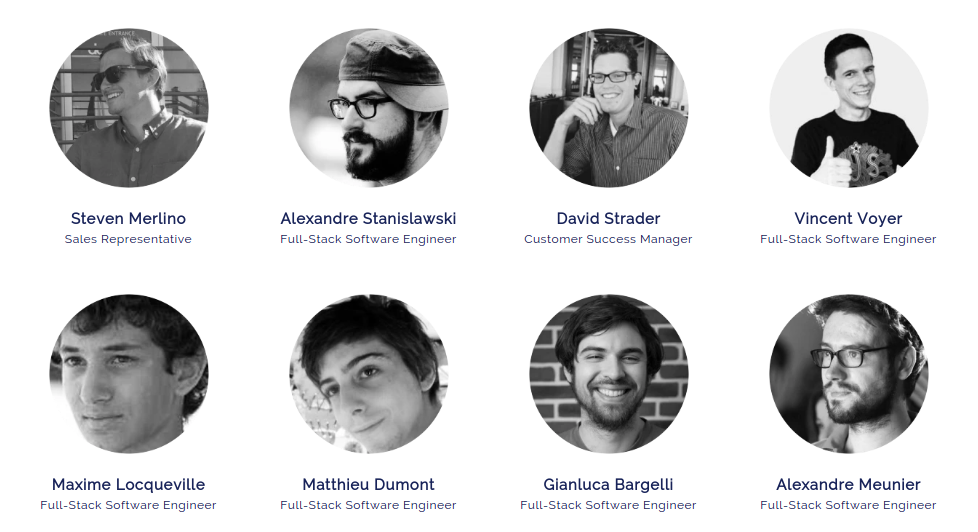 ENTRANCE
Steven Merlino
Sales Representative
Alexandre Stanislawski
Full-Stack Software Engineer
David Strader
Customer Success Manager
JS
Vincent Voyer
Full-Stack Software Engineer
Maxime Locqueville
Full-Stack Software Engineer
Matthieu Dumont
Full-Stack Software Engineer
Gianluca Bargelli
Full-Stack Software Engineer
Alexandre Meunier
Full-Stack Software Engineer